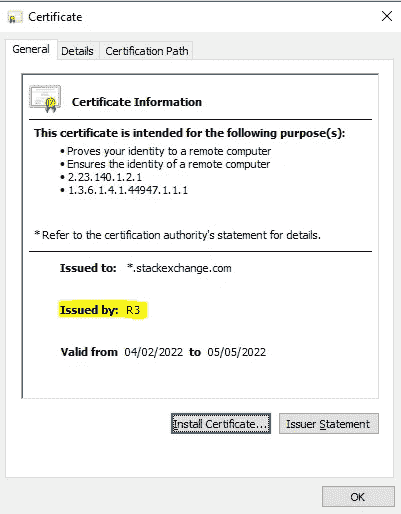 Certificate
General Details Certification Path
Certificate Information
This certificate is intended for the following purpose(s):
• Proves your identity to a remote computer
• Ensures the identity of a remote computer
• 2.23.140.1.2.1
• 1.3.6.1.4.1.44947.1.1.1
* Refer to the certification authority's statement for details.
Issued to: *.stackexchange.com
Issued by: R3
Valid from 04/02/2022 to 05/05/2022
Install Certificate... Issuer Statement
OK